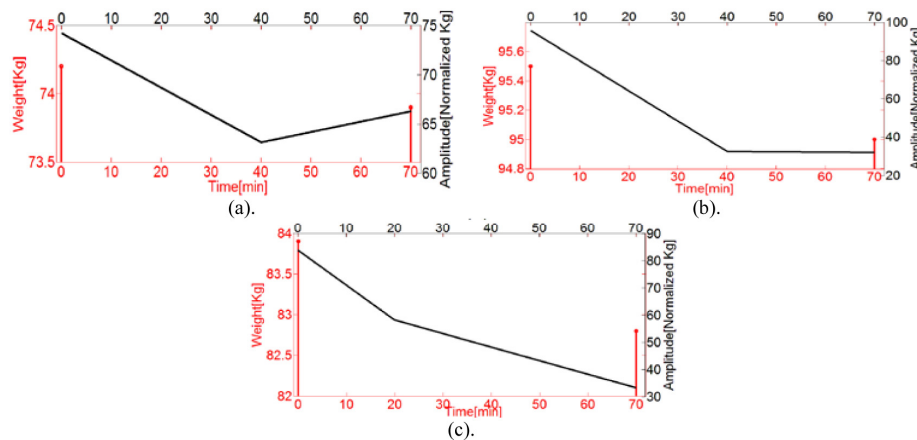 0 10 20 30 40 50 60 70
74.5
74
73.5
Weight[Kg]
75
70
65
60
Amplitude[Normalized Kg]
0 10 20 30 40 50 60 70
Time[min]
(a).
0 10 20 30 40 50 60 70
95.6
95.4
95.2
95
94.8
Weight[Kg]
100
80
60
40
20
Amplitude[Normalized Kg]
0 10 20 30 40 50 60 70
Time[min]
(b).
0 10 20 30 40 50 60 70
84
83.5
83
82.5
82
Weight[Kg]
90
80
70
60
50
40
30
Amplitude[Normalized Kg]
0 10 20 30 40 50 60 70
Time[min]
(c).